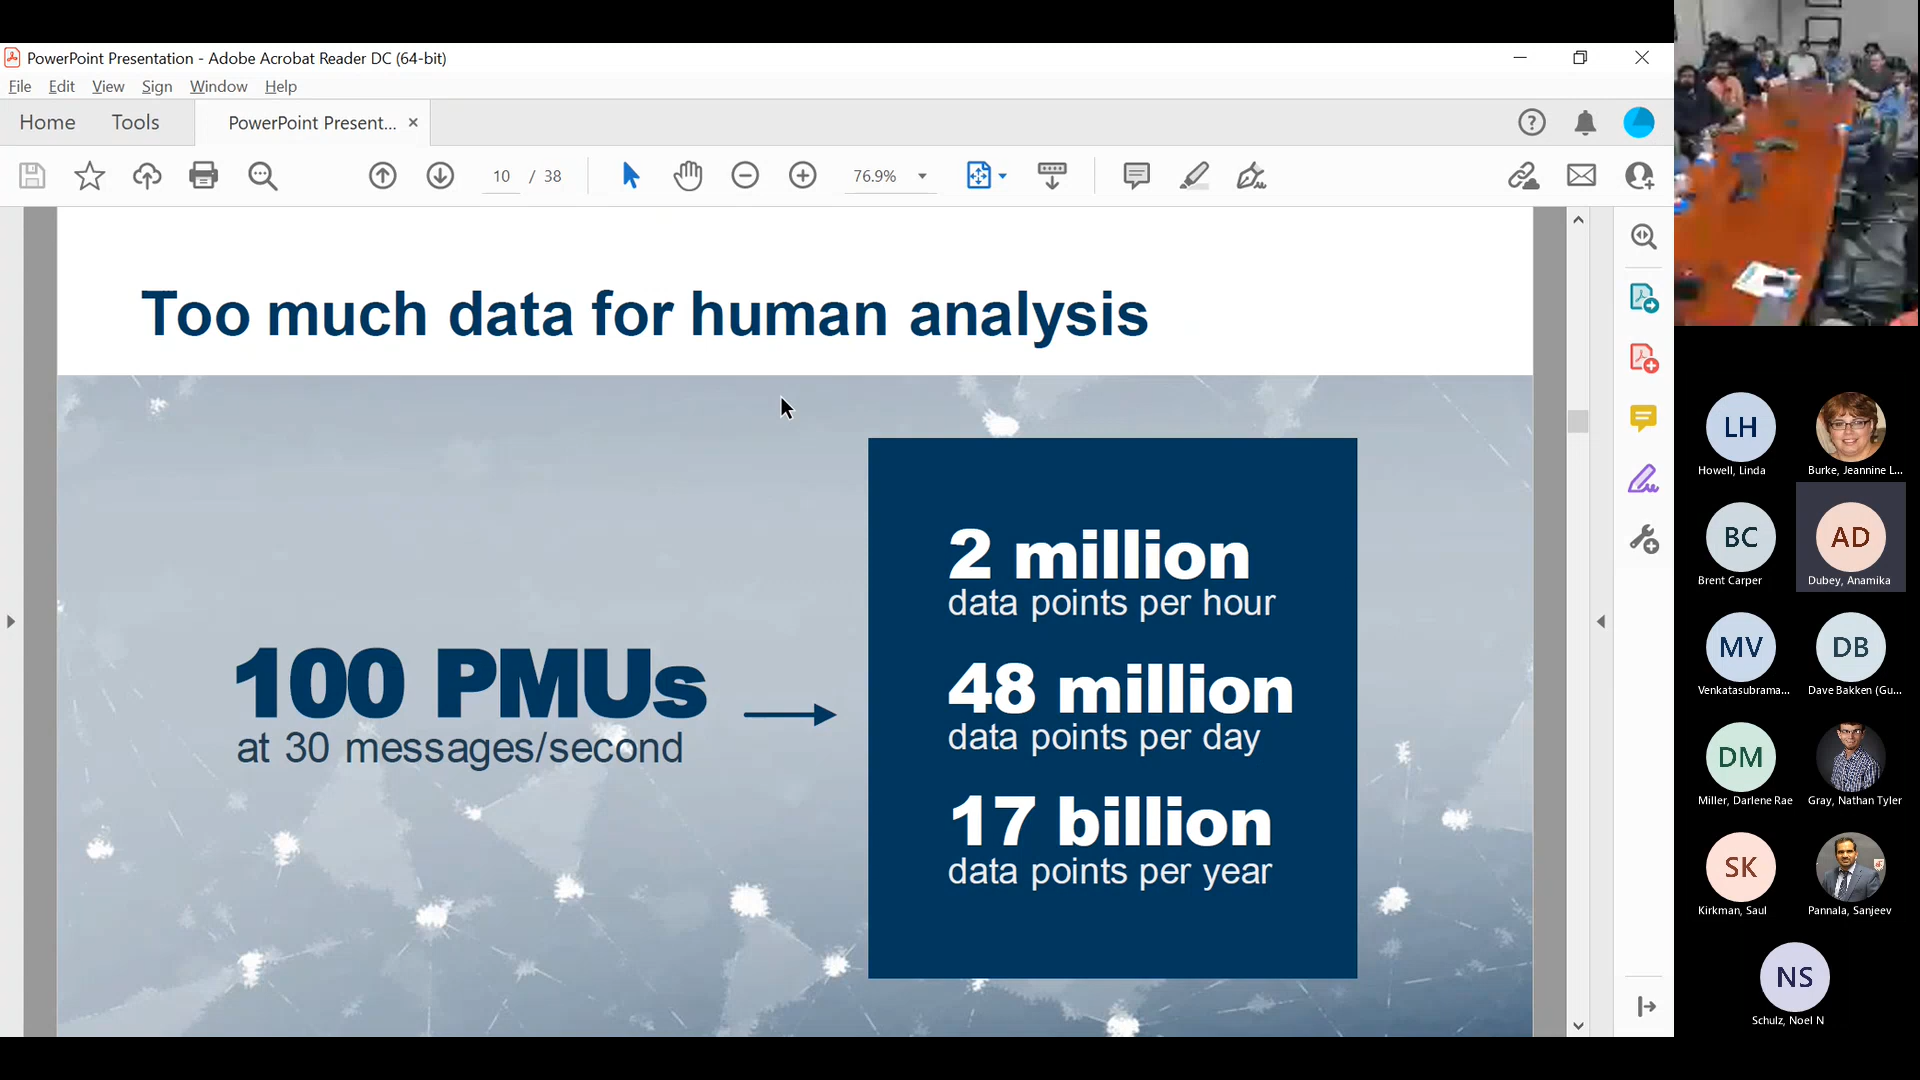 PowerPoint Presentation - Adobe Acrobat Reader DC (64-bit)
File Edit View Sign Window Help
Home Tools PowerPoint Present... ×
10 / 38 76.9%
Too much data for human analysis
100 PMUs
at 30 messages/second
2 million
data points per hour
48 million
data points per day
17 billion
data points per year
LH
Howell, Linda
Burke, Jeannine L...
BC
Brent Carper
AD
Dubey, Anamika
MV
Venkatasubrama...
DB
Dave Bakken (Gu...
DM
Miller, Darlene Rae
Gray, Nathan Tyler
SK
Kirkman, Saul
Pannala, Sanjeev
NS
Schulz, Noel N